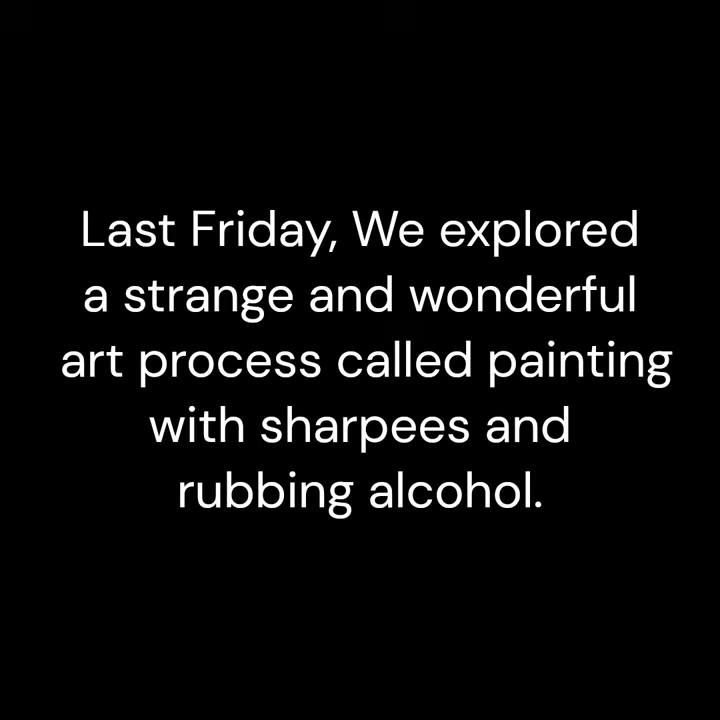 Last Friday, We explored
a strange and wonderful
art process called painting
with sharpees and
rubbing alcohol.